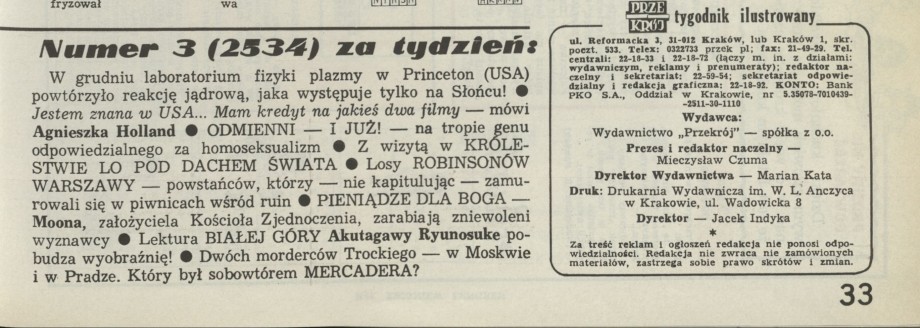 fryzował
wa
Numer 3 (2534) za tydzień:
W grudniu laboratorium fizyki plazmy w Princeton (USA)
powtórzyło reakcję jądrową, jaka występuje tylko na Słońcu! ●
Jestem znana w USA... Mam kredyt na jakieś dwa filmy — mówi
Agnieszka Holland ● ODMIENNI — I JUŻ! — na tropie genu
odpowiedzialnego za homoseksualizm ● Z wizytą w KRÓLE-
STWIE LO POD DACHEM ŚWIATA ● Losy ROBINSONÓW
WARSZAWY — powstańców, którzy — nie kapitulując — zamu-
rowali się w piwnicach wśród ruin ● PIENIĄDZE DLA BOGA —
Moona, założyciela Kościoła Zjednoczenia, zarabiają zniewoleni
wyznawcy ● Lektura BIAŁEJ GÓRY Akutagawy Ryunosuke po-
budza wyobraźnię! ● Dwóch morderców Trockiego — w Moskwie
i w Pradze. Który był sobowtórem MERCADERA?
PRZE
KRÓJ tygodnik ilustrowany
ul. Reformacka 3, 31-012 Kraków, lub Kraków 1, skr.
poczt. 533. Telex: 0322733 przek pl; fax: 21-49-29. Tel.
centrali: 22-18-33 i 22-18-72 (łączy m. in. z działami:
wydawniczym, reklamy i prenumeraty); redaktor na-
czelny i sekretariat: 22-59-54; sekretariat odpowie-
dzialny i redakcja graficzna: 22-18-92. KONTO: Bank
PKO S.A., Oddział w Krakowie, nr 5.35078-7010439-
-2511-30-1110
Wydawca:
Wydawnictwo „Przekrój” — spółka z o.o.
Prezes i redaktor naczelny —
Mieczysław Czuma
Dyrektor Wydawnictwa — Marian Kata
Druk: Drukarnia Wydawnicza im. W. L. Anczyca
w Krakowie, ul. Wadowicka 8
Dyrektor — Jacek Indyka
*
Za treść reklam i ogłoszeń redakcja nie ponosi odpo-
wiedzialności. Redakcja nie zwraca nie zamówionych
materiałów, zastrzega sobie prawo skrótów i zmian.
33